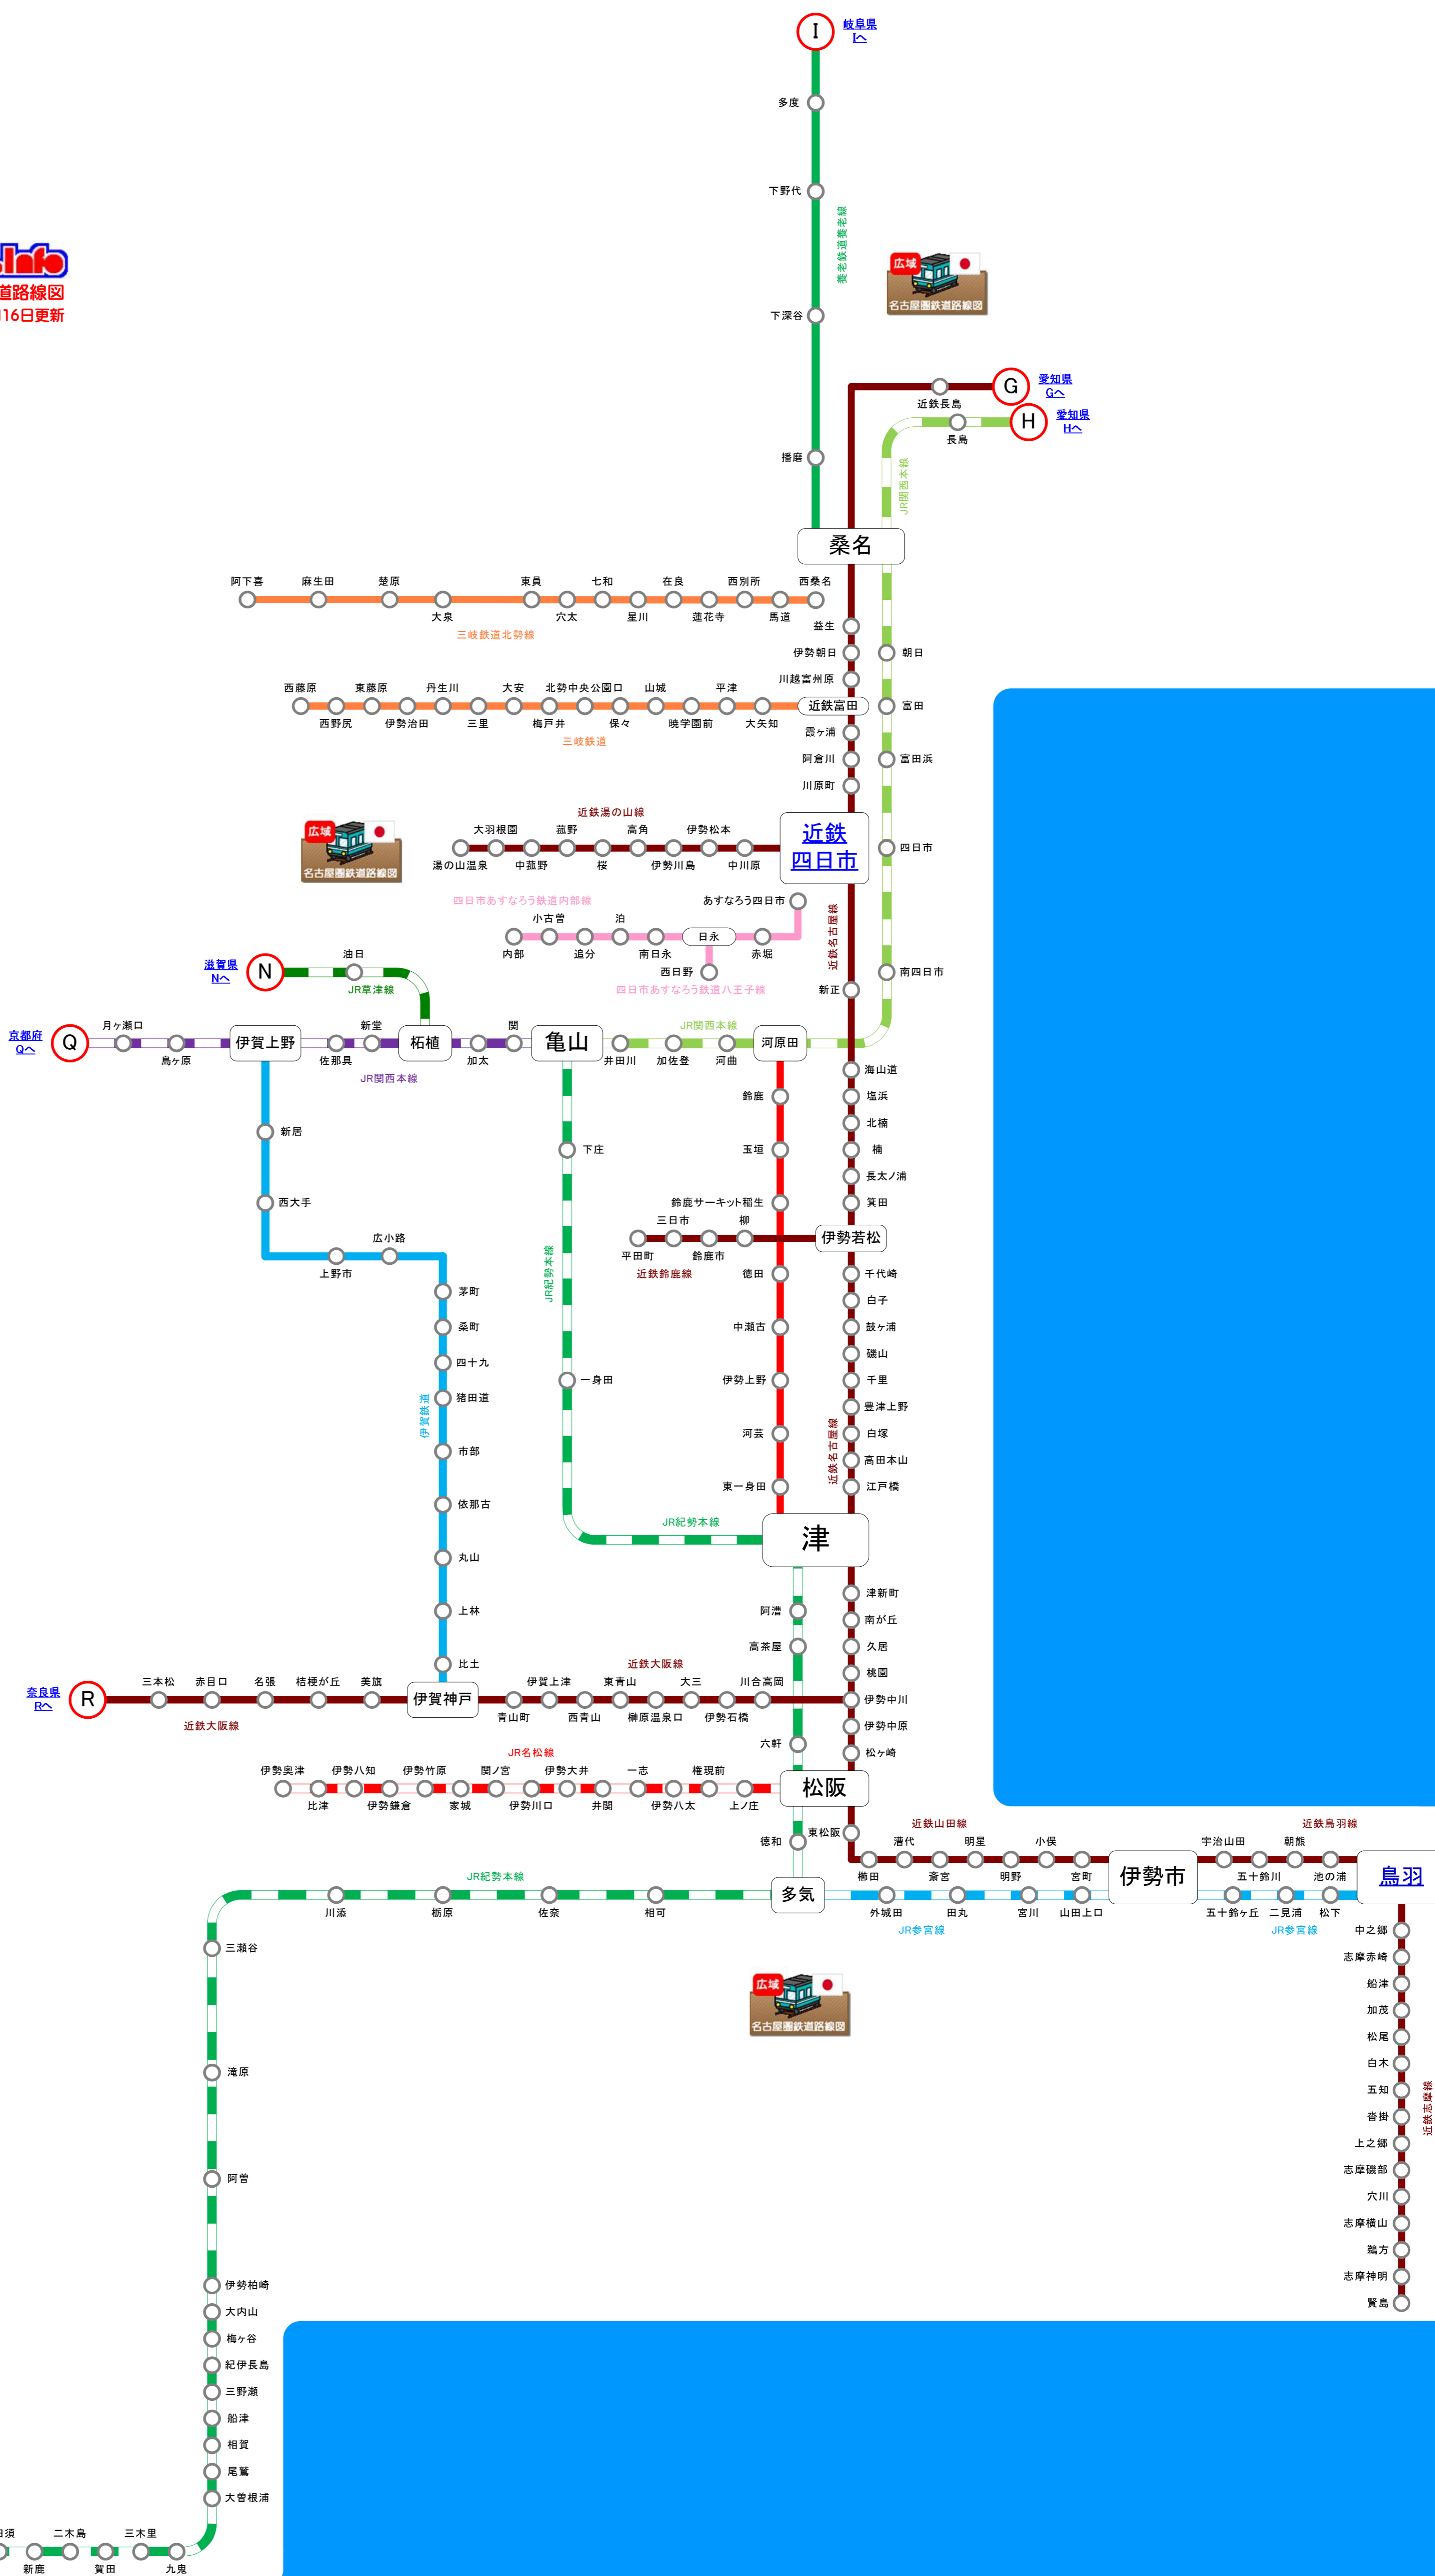 I
岐阜県
Iへ
多度
下野代
養老鉄道養老線
Info
道路線図
16日更新
広域
名古屋圏鉄道路線図
下深谷
G
愛知県
Gへ
近鉄長島
H
愛知県
Hへ
長島
播磨
JR関西本線
桑名
阿下喜
麻生田
楚原
東員
七和
在良
西別所
西桑名
大泉
穴太
星川
蓮花寺
馬道
三岐鉄道北勢線
益生
伊勢朝日
朝日
川越富州原
西藤原
東藤原
丹生川
大安
北勢中央公園口
山城
平津
近鉄富田
富田
西野尻
伊勢治田
三里
梅戸井
保々
暁学園前
大矢知
三岐鉄道
霞ヶ浦
阿倉川
富田浜
川原町
近鉄湯の山線
大羽根園
菰野
高角
伊勢松本
近鉄
四日市
四日市
湯の山温泉
中菰野
桜
伊勢川島
中川原
広域
名古屋圏鉄道路線図
四日市あすなろう鉄道内部線
あすなろう四日市
小古曽
泊
日永
内部
追分
南日永
赤堀
西日野
四日市あすなろう鉄道八王子線
近鉄名古屋線
南四日市
新正
滋賀県
Nへ
N
油日
JR草津線
京都府
Qへ
Q
月ヶ瀬口
島ヶ原
伊賀上野
新堂
佐那具
柘植
関
加太
亀山
JR関西本線
井田川
加佐登
河曲
河原田
JR関西本線
海山道
塩浜
北楠
楠
長太ノ浦
箕田
鈴鹿
玉垣
鈴鹿サーキット稲生
新居
西大手
下庄
三日市
柳
伊勢若松
平田町
鈴鹿市
近鉄鈴鹿線
広小路
上野市
JR紀勢本線
徳田
中瀬古
伊勢上野
河芸
東一身田
千代崎
白子
鼓ヶ浦
磯山
千里
豊津上野
白塚
高田本山
江戸橋
近鉄名古屋線
茅町
桑町
四十九
猪田道
伊賀鉄道
市部
依那古
丸山
上林
比土
一身田
JR紀勢本線
津
津新町
南が丘
久居
桃園
阿漕
高茶屋
奈良県
Rへ
R
三本松
赤目口
名張
桔梗が丘
美旗
伊賀神戸
近鉄大阪線
近鉄大阪線
伊賀上津
東青山
大三
川合高岡
伊勢中川
青山町
西青山
榊原温泉口
伊勢石橋
伊勢中原
六軒
松ヶ崎
JR名松線
伊勢奥津
伊勢八知
伊勢竹原
関ノ宮
伊勢大井
一志
権現前
松阪
比津
伊勢鎌倉
家城
伊勢川口
井関
伊勢八太
上ノ庄
徳和
東松阪
近鉄山田線
近鉄鳥羽線
漕代
明星
小俣
宇治山田
朝熊
櫛田
斎宮
明野
宮町
伊勢市
五十鈴川
池の浦
鳥羽
JR紀勢本線
多気
川添
栃原
佐奈
相可
外城田
田丸
宮川
山田上口
五十鈴ヶ丘
二見浦
松下
JR参宮線
JR参宮線
三瀬谷
広域
名古屋圏鉄道路線図
中之郷
志摩赤崎
船津
加茂
松尾
白木
五知
沓掛
上之郷
志摩磯部
穴川
志摩横山
鵜方
志摩神明
賢島
近鉄志摩線
滝原
阿曽
伊勢柏崎
大内山
梅ヶ谷
紀伊長島
三野瀬
船津
相賀
尾鷲
大曽根浦
須
二木島
三木里
新鹿
賀田
九鬼